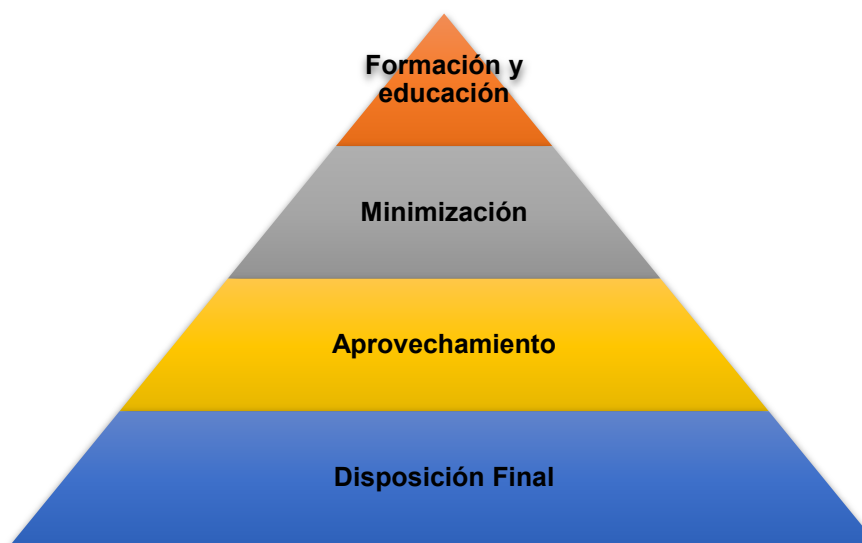 Formación y
educación
Minimización
Aprovechamiento
Disposición Final